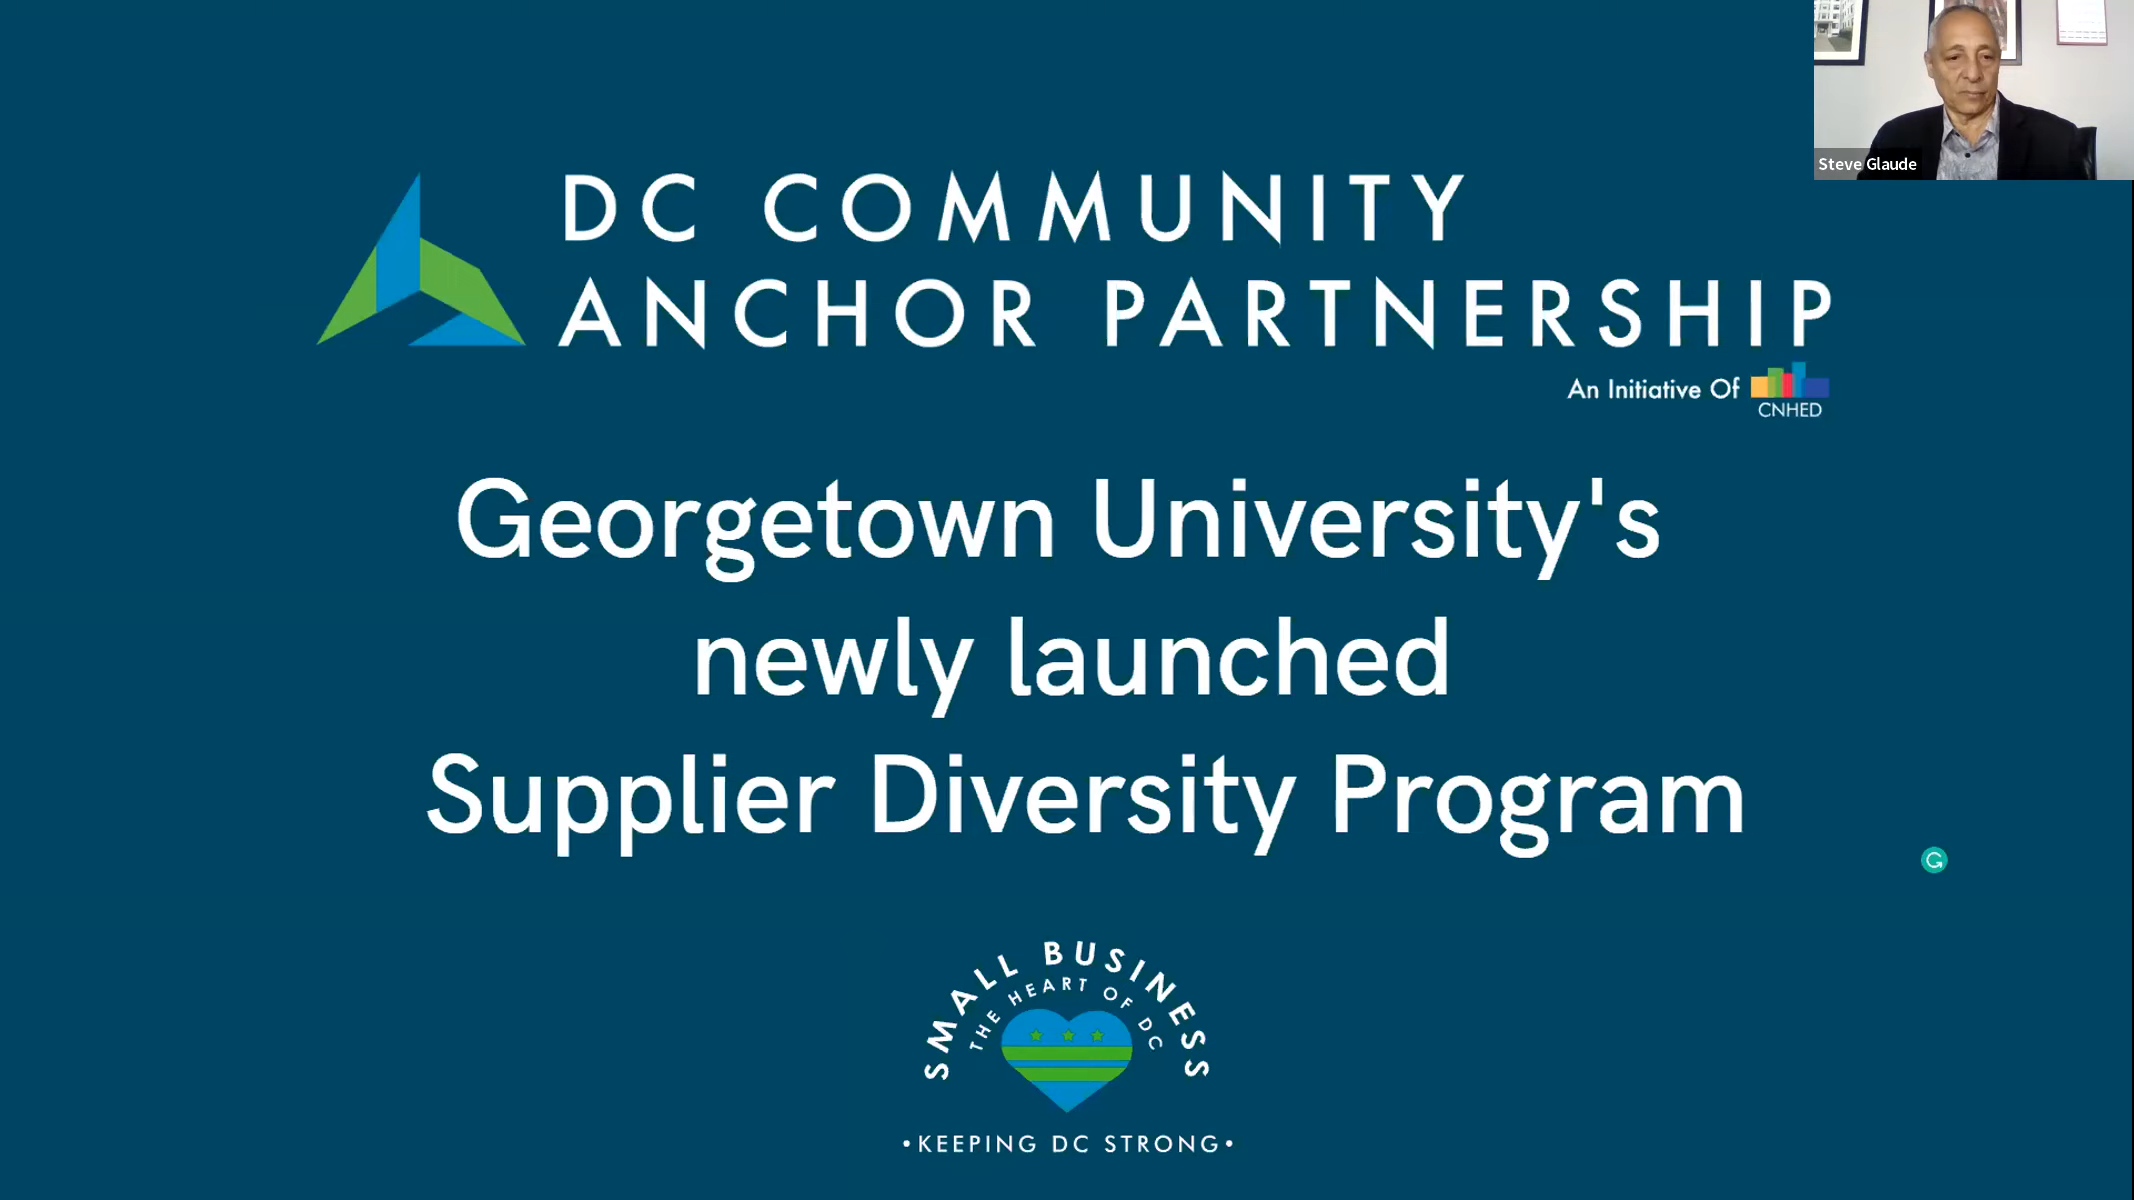 Steve Glaude
DC COMMUNITY
ANCHOR PARTNERSHIP
An Initiative Of
CNHED
Georgetown University's
newly launched
Supplier Diversity Program
SMALL BUSINESS
THE HEART OF DC
•KEEPING DC STRONG•